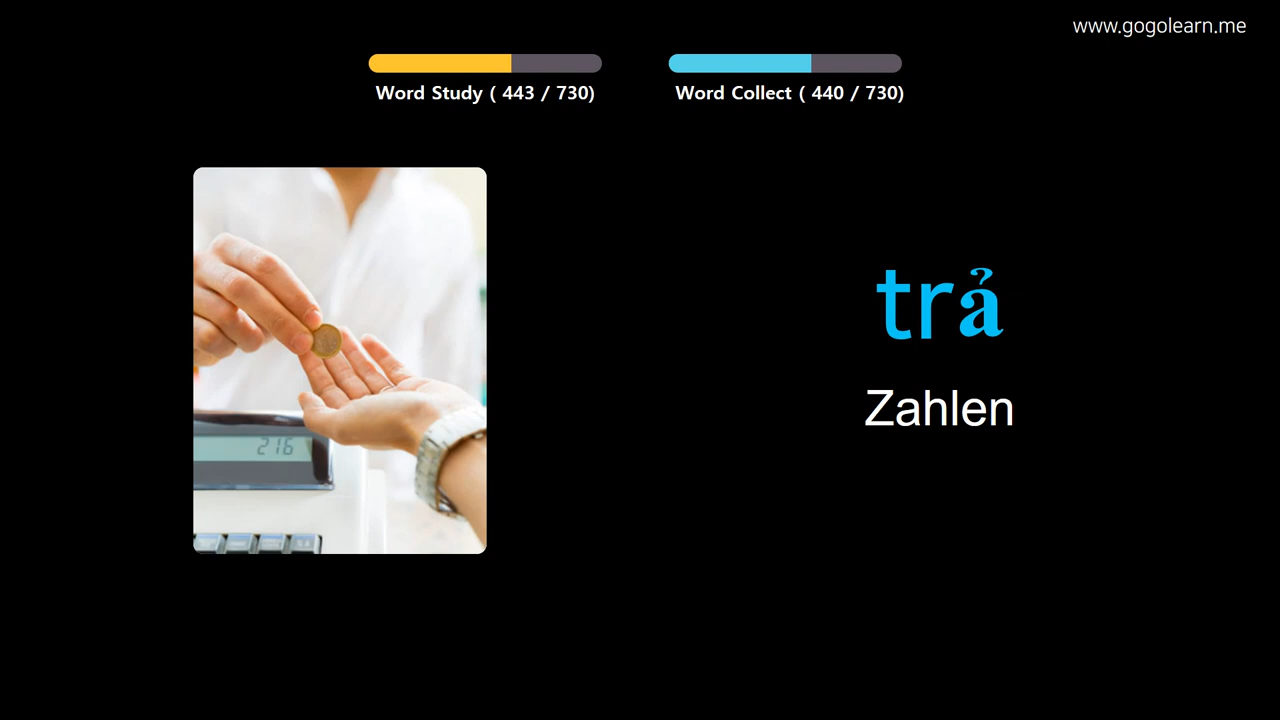 www.gogolearn.me
Word Study ( 443 / 730)
Word Collect ( 440 / 730)
216
trả
Zahlen